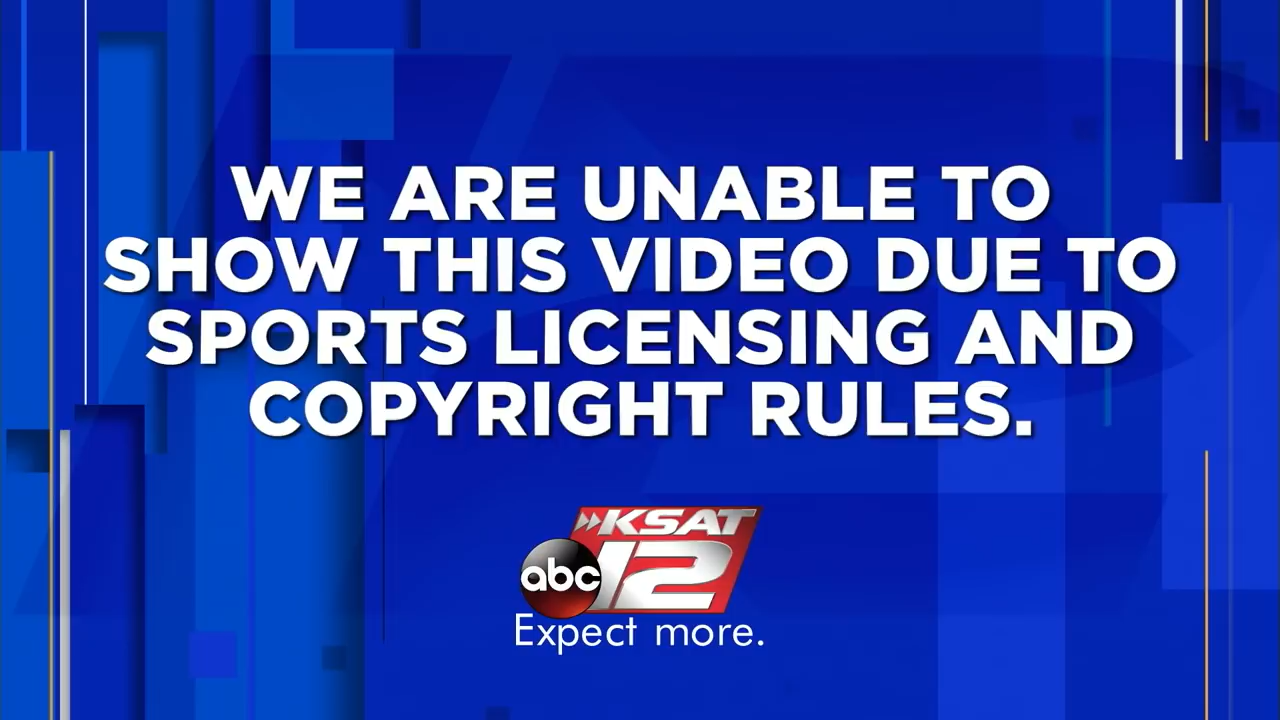 WE ARE UNABLE TO
SHOW THIS VIDEO DUE TO
SPORTS LICENSING AND
COPYRIGHT RULES.
KSAT
abc 12
Expect more.